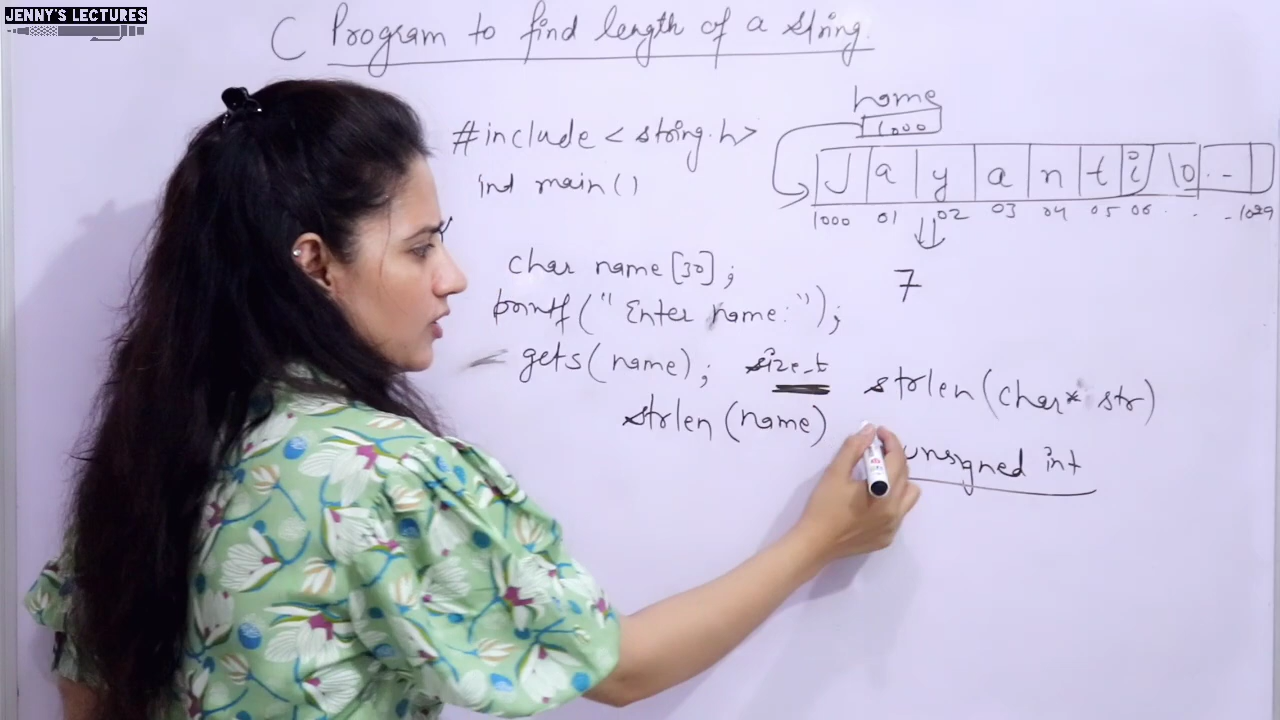 JENNY'S LECTURES
C Program to find length of a string.
#include < string.h>
int main()
char name[30];
printf("Enter name:");
gets(name);
strlen(name)
name
1000
J a y a n t i \0 . -
1000 01 02 03 04 05 06 . . - 1029
7
size_t strlen(char* str)
unsigned int